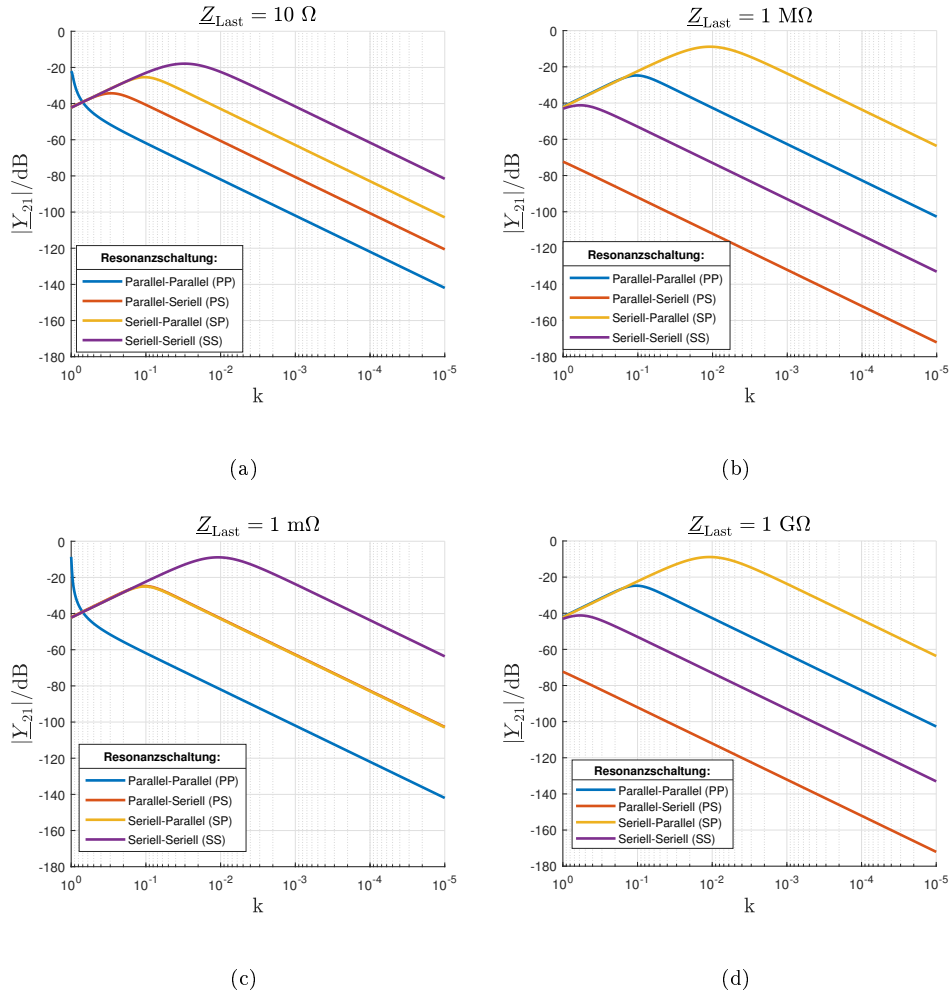 Z_Last = 10 Ω
|Y_21|/dB
0
-20
-40
-60
-80
-100
-120
-140
-160
-180
Resonanzschaltung:
Parallel-Parallel (PP)
Parallel-Seriell (PS)
Seriell-Parallel (SP)
Seriell-Seriell (SS)
10^0 10^-1 10^-2 10^-3 10^-4 10^-5
k
(a)
Z_Last = 1 MΩ
|Y_21|/dB
0
-20
-40
-60
-80
-100
-120
-140
-160
-180
Resonanzschaltung:
Parallel-Parallel (PP)
Parallel-Seriell (PS)
Seriell-Parallel (SP)
Seriell-Seriell (SS)
10^0 10^-1 10^-2 10^-3 10^-4 10^-5
k
(b)
Z_Last = 1 mΩ
|Y_21|/dB
0
-20
-40
-60
-80
-100
-120
-140
-160
-180
Resonanzschaltung:
Parallel-Parallel (PP)
Parallel-Seriell (PS)
Seriell-Parallel (SP)
Seriell-Seriell (SS)
10^0 10^-1 10^-2 10^-3 10^-4 10^-5
k
(c)
Z_Last = 1 GΩ
|Y_21|/dB
0
-20
-40
-60
-80
-100
-120
-140
-160
-180
Resonanzschaltung:
Parallel-Parallel (PP)
Parallel-Seriell (PS)
Seriell-Parallel (SP)
Seriell-Seriell (SS)
10^0 10^-1 10^-2 10^-3 10^-4 10^-5
k
(d)